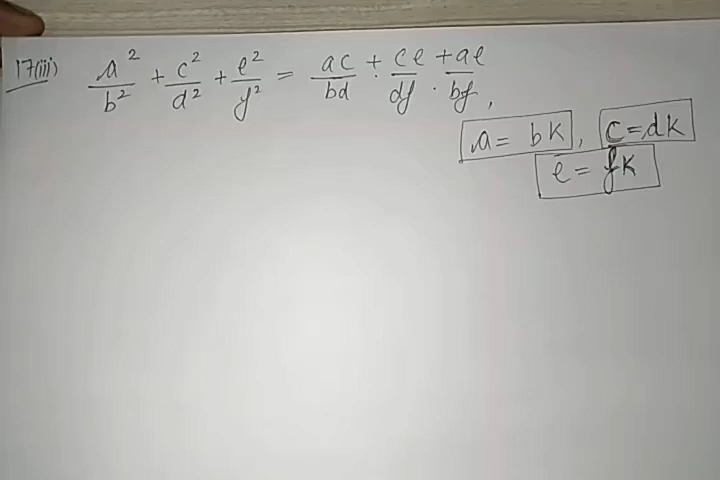 17(iii) a²/b² + c²/d² + e²/f² = ac/bd + ce/df + ae/bf,
a = bK, c = dK
e = fK